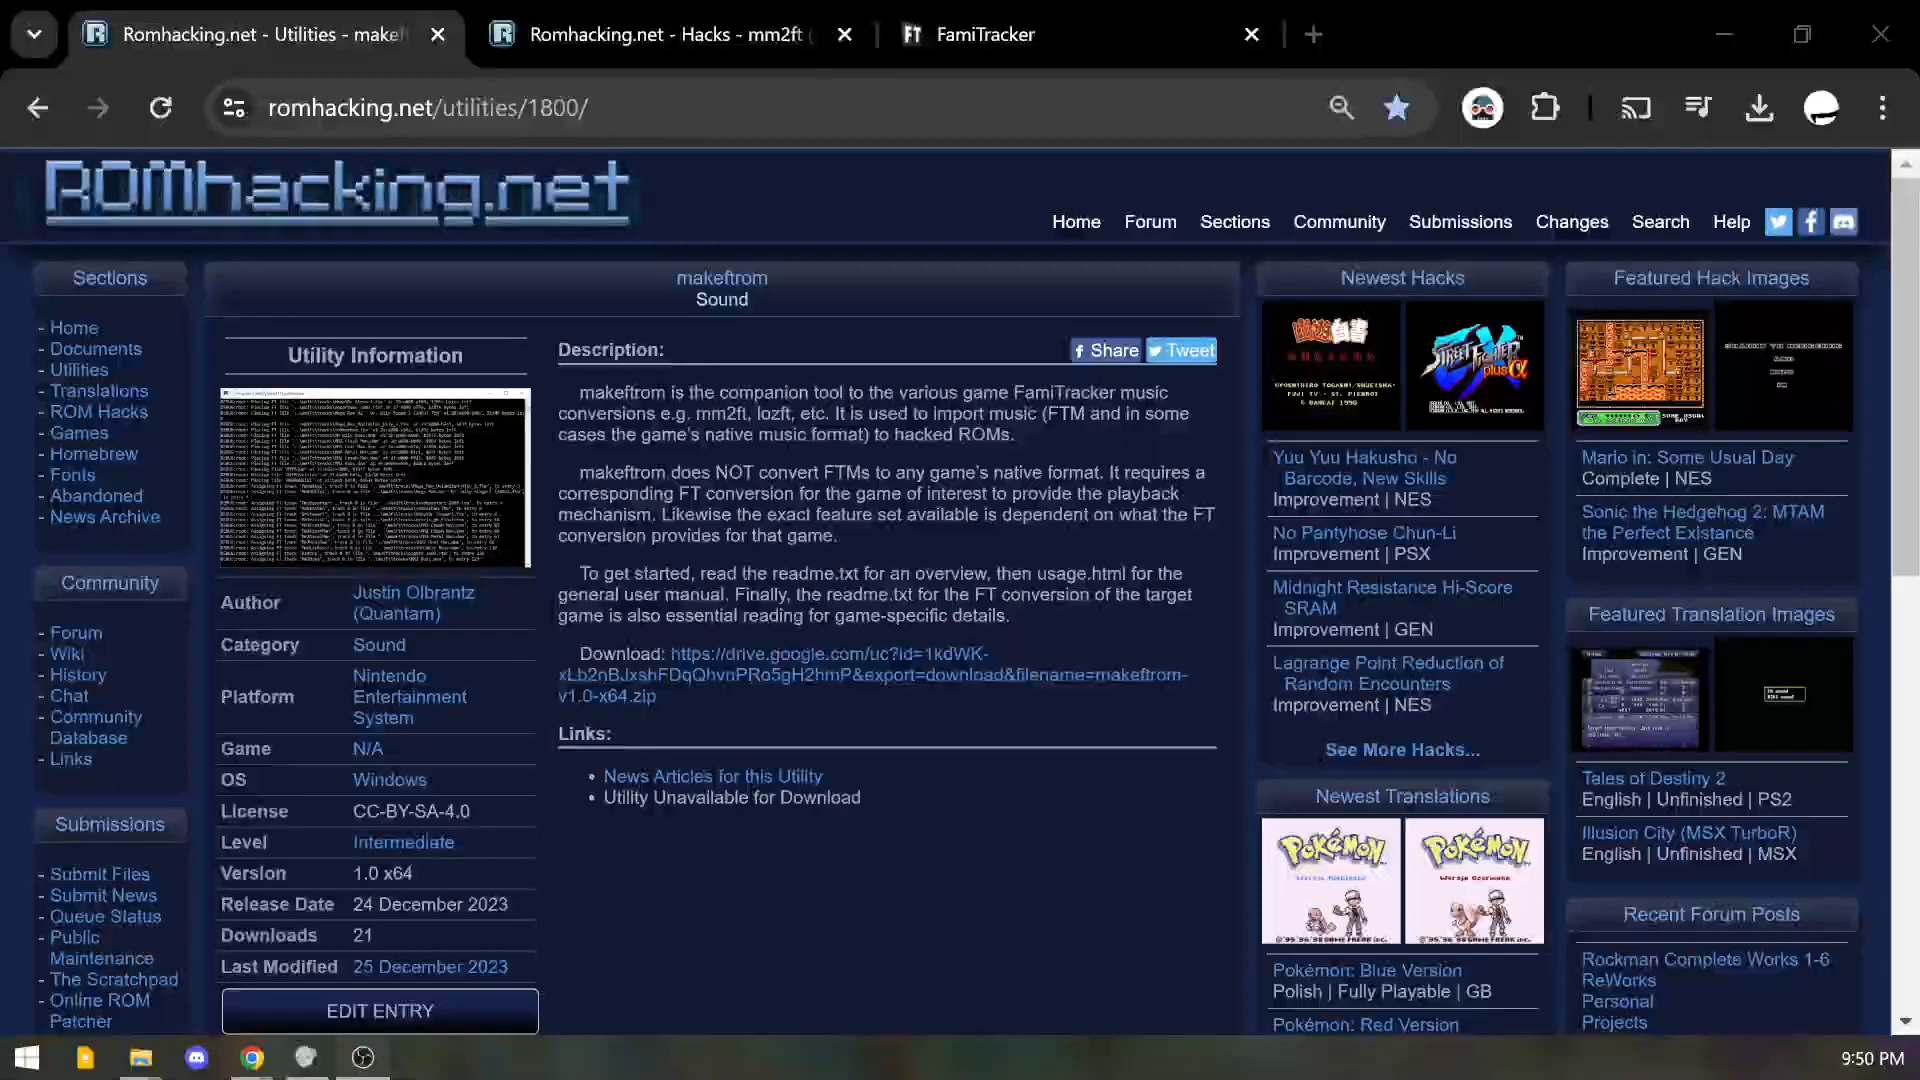 Romhacking.net - Utilities - makef
Romhacking.net - Hacks - mm2ft (
FT FamiTracker
romhacking.net/utilities/1800/
ROMhacking.net
Home Forum Sections Community Submissions Changes Search Help
Sections
- Home
- Documents
- Utilities
- Translations
- ROM Hacks
- Games
- Homebrew
- Fonts
- Abandoned
- News Archive
Community
- Forum
- Wiki
- History
- Chat
- Community
Database
- Links
Submissions
- Submit Files
- Submit News
- Queue Status
- Public
Maintenance
- The Scratchpad
- Online ROM
Patcher
makeftrom
Sound
Utility Information
Author Justin Olbrantz
(Quantam)
Category Sound
Platform Nintendo
Entertainment
System
Game N/A
OS Windows
License CC-BY-SA-4.0
Level Intermediate
Version 1.0 x64
Release Date 24 December 2023
Downloads 21
Last Modified 25 December 2023
EDIT ENTRY
Description:
Share Tweet
makeftrom is the companion tool to the various game FamiTracker music
conversions e.g. mm2ft, lozft, etc. It is used to import music (FTM and in some
cases the game's native music format) to hacked ROMs.
makeftrom does NOT convert FTMs to any game's native format. It requires a
corresponding FT conversion for the game of interest to provide the playback
mechanism. Likewise the exact feature set available is dependent on what the FT
conversion provides for that game.
To get started, read the readme.txt for an overview, then usage.html for the
general user manual. Finally, the readme.txt for the FT conversion of the target
game is also essential reading for game-specific details.
Download: https://drive.google.com/uc?id=1kdWK-
xLb2nBJxshFDqQhvnPRo5gH2hmP&export=download&filename=makeftrom-
v1.0-x64.zip
Links:
• News Articles for this Utility
• Utility Unavailable for Download
Newest Hacks
Yuu Yuu Hakusho - No
Barcode, New Skills
Improvement | NES
No Pantyhose Chun-Li
Improvement | PSX
Midnight Resistance Hi-Score
SRAM
Improvement | GEN
Lagrange Point Reduction of
Random Encounters
Improvement | NES
See More Hacks...
Newest Translations
POKéMON POKéMON
Pokémon: Blue Version
Polish | Fully Playable | GB
Pokémon: Red Version
Featured Hack Images
Mario in: Some Usual Day
Complete | NES
Sonic the Hedgehog 2: MTAM
the Perfect Existance
Improvement | GEN
Featured Translation Images
Tales of Destiny 2
English | Unfinished | PS2
Illusion City (MSX TurboR)
English | Unfinished | MSX
Recent Forum Posts
Rockman Complete Works 1-6
ReWorks
Personal
Projects
9:50 PM